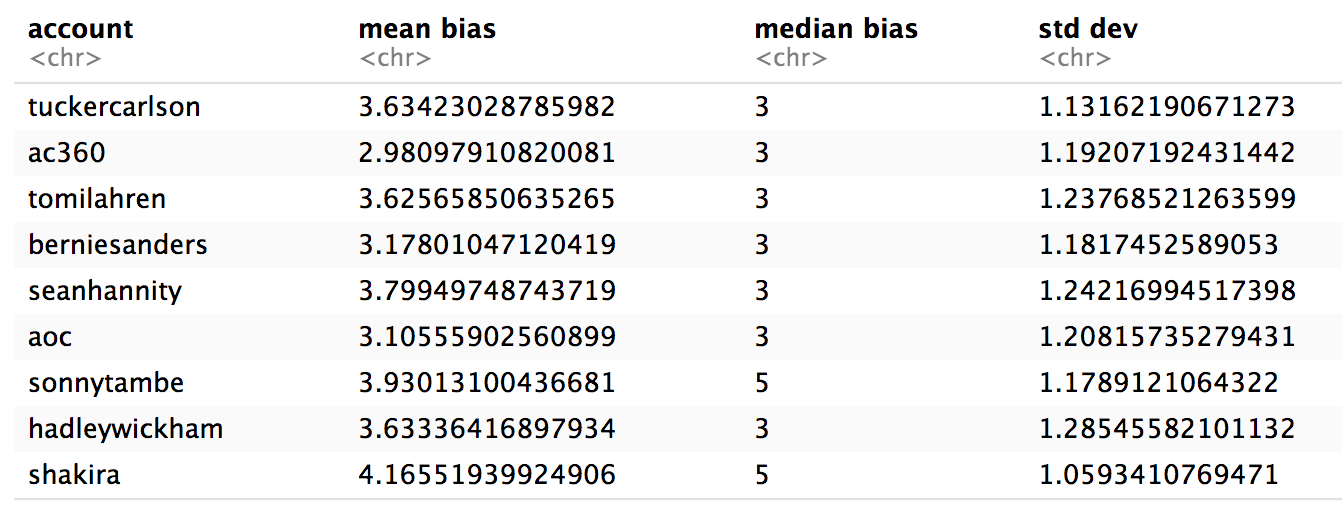 account mean bias median bias std dev
<chr> <chr> <chr> <chr>
tuckercarlson 3.63423028785982 3 1.13162190671273
ac360 2.98097910820081 3 1.19207192431442
tomilahren 3.62565850635265 3 1.23768521263599
berniesanders 3.17801047120419 3 1.1817452589053
seanhannity 3.79949748743719 3 1.24216994517398
aoc 3.10555902560899 3 1.20815735279431
sonnytambe 3.93013100436681 5 1.1789121064322
hadleywickham 3.63336416897934 3 1.28545582101132
shakira 4.16551939924906 5 1.0593410769471